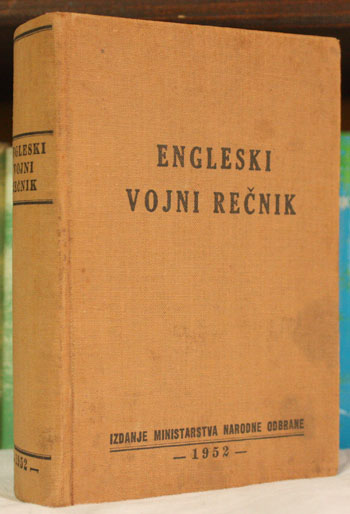 ENGLESKI
VOJNI REČNIK
IZDANJE MINISTARSTVA NARODNE ODBRANE
— 1952 —
ENGLESKI
VOJNI
REČNIK
— 1952 —